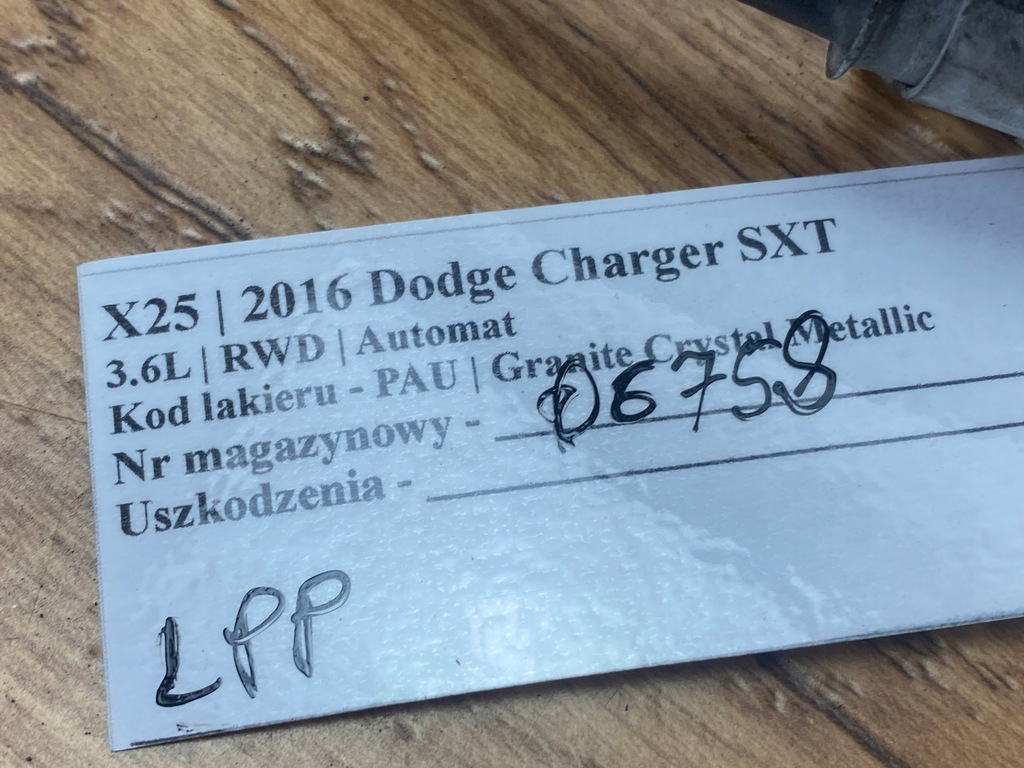 X25 | 2016 Dodge Charger SXT
3.6L | RWD | Automat
Kod lakieru - PAU | Granite Crystal Metallic
Nr magazynowy - 06758
Uszkodzenia -
LPP